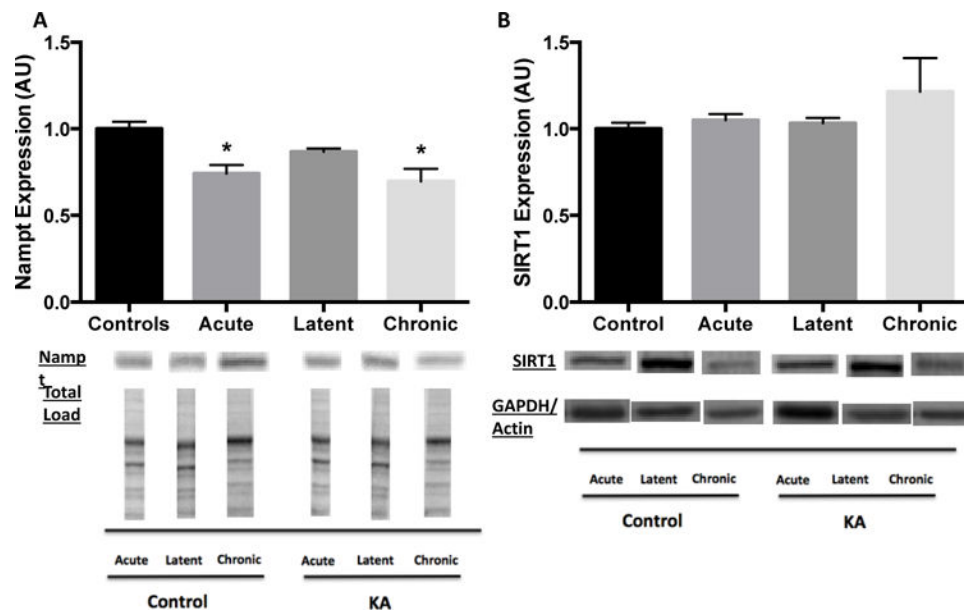 A
Nampt Expression (AU)
1.5
1.0
0.5
0.0
*
*
Controls Acute Latent Chronic
Namp
t
Total
Load
Acute Latent Chronic Acute Latent Chronic
Control KA
B
SIRT1 Expression (AU)
1.5
1.0
0.5
0.0
Control Acute Latent Chronic
SIRT1
GAPDH/
Actin
Acute Latent Chronic Acute Latent Chronic
Control KA